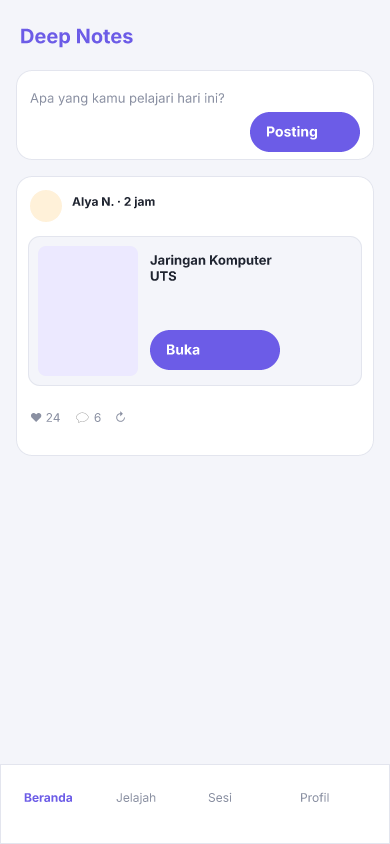 Deep Notes
Apa yang kamu pelajari hari ini?
Posting
Alya N. · 2 jam
Jaringan Komputer
UTS
Buka
♥ 24 💬 6 ↻
Beranda Jelajah Sesi Profil